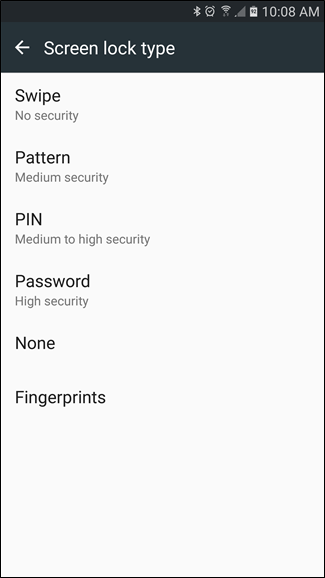 10:08 AM
Screen lock type
Swipe
No security
Pattern
Medium security
PIN
Medium to high security
Password
High security
None
Fingerprints